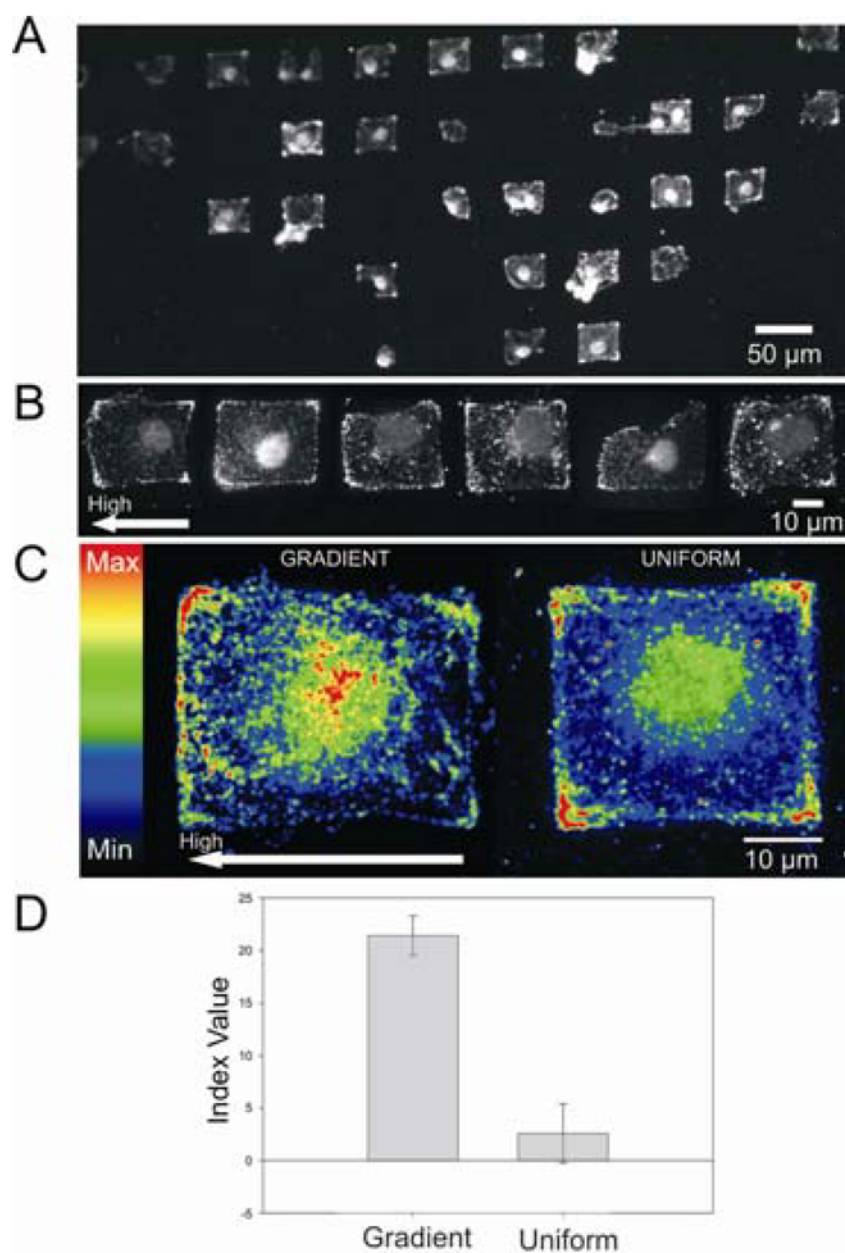 A
50 µm
B
High
10 µm
C
Max
GRADIENT
UNIFORM
Min
High
10 µm
D
25
20
15
10
5
0
-5
Index Value
Gradient
Uniform